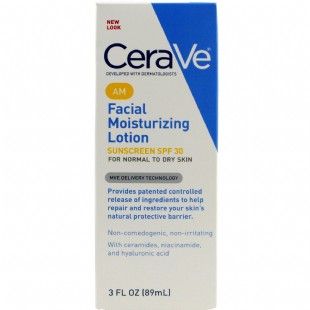 NEW
LOOK
CeraVe
DEVELOPED WITH DERMATOLOGISTS
AM
Facial
Moisturizing
Lotion
SUNSCREEN SPF 30
FOR NORMAL TO DRY SKIN
MVE DELIVERY TECHNOLOGY
Provides patented controlled
release of ingredients to help
repair and restore your skin's
natural protective barrier.
Non-comedogenic, non-irritating
With ceramides, niacinamide,
and hyaluronic acid
3 FL OZ (89mL)